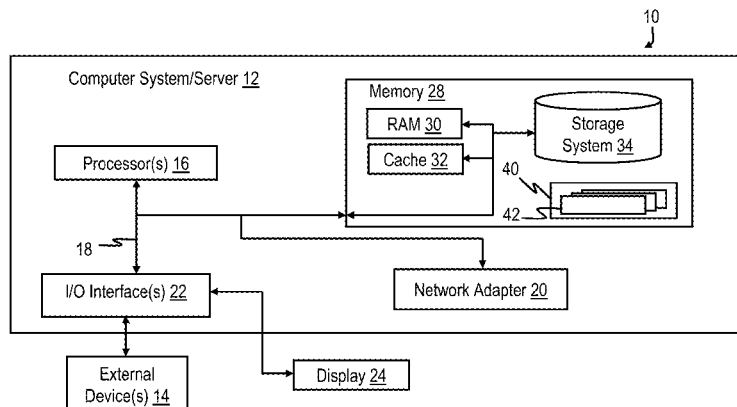 10
Computer System/Server 12
Memory 28
RAM 30
Cache 32
Storage
System 34
Processor(s) 16
40
42
18
I/O Interface(s) 22
Network Adapter 20
External
Device(s) 14
Display 24